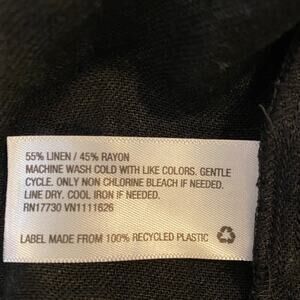 55% LINEN / 45% RAYON
MACHINE WASH COLD WITH LIKE COLORS. GENTLE
CYCLE. ONLY NON CHLORINE BLEACH IF NEEDED.
LINE DRY. COOL IRON IF NEEDED.
RN17730 VN1111626
LABEL MADE FROM 100% RECYCLED PLASTIC